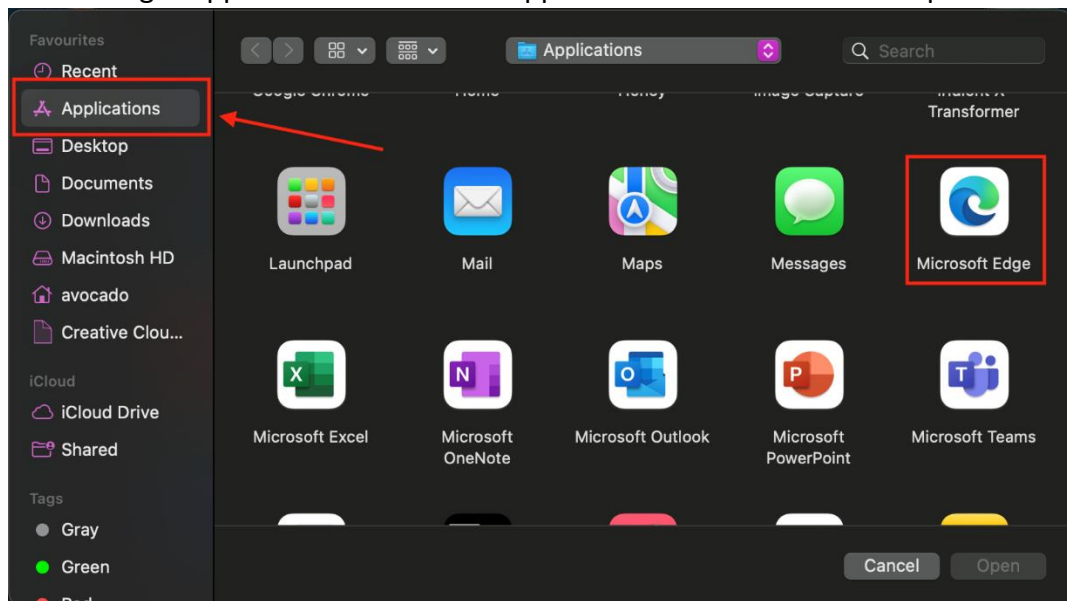 Favourites
Recent
Applications
Desktop
Documents
Downloads
Macintosh HD
avocado
Creative Clou...
iCloud
iCloud Drive
Shared
Tags
Gray
Green
Applications
Search
Transformer
Launchpad
Mail
Maps
Messages
Microsoft Edge
Microsoft Excel
Microsoft
OneNote
Microsoft Outlook
Microsoft
PowerPoint
Microsoft Teams
Cancel
Open